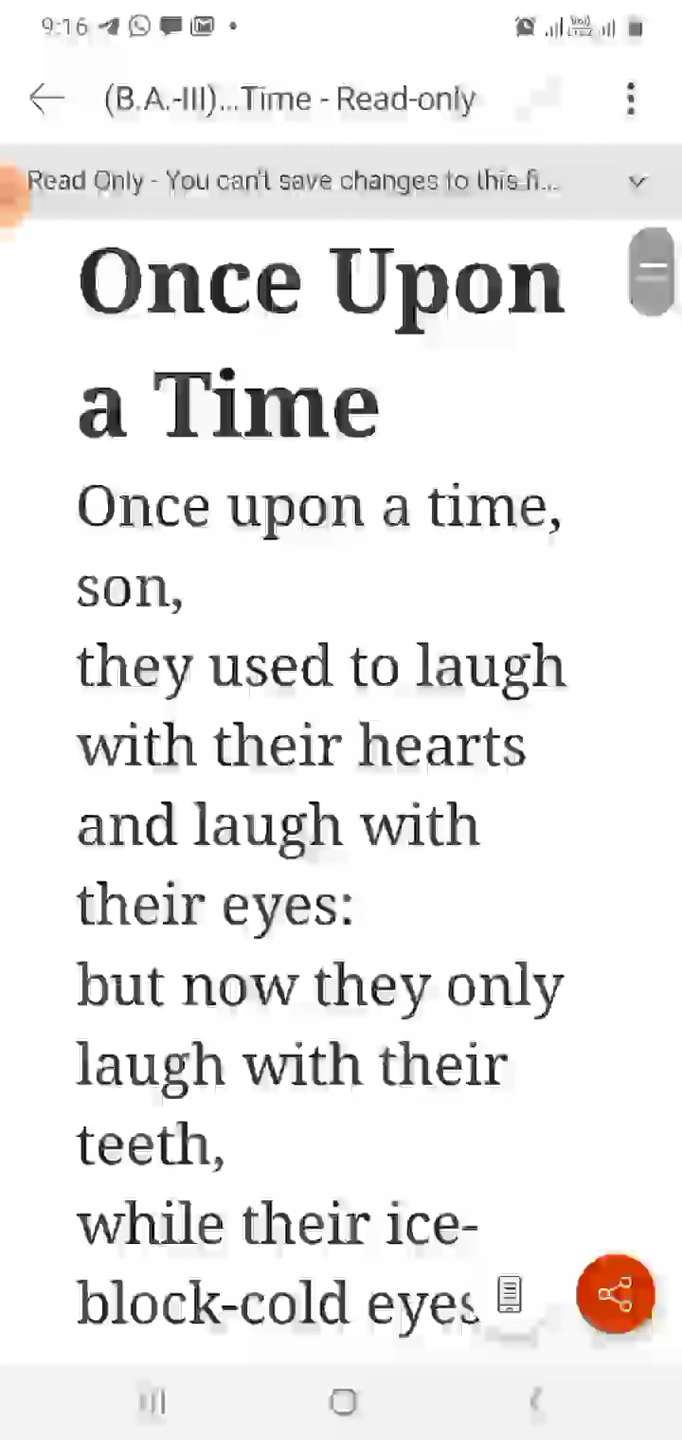 9:16
(B.A.-III)...Time - Read-only
Read Only - You can't save changes to this fi...
Once Upon
a Time
Once upon a time,
son,
they used to laugh
with their hearts
and laugh with
their eyes:
but now they only
laugh with their
teeth,
while their ice-
block-cold eyes